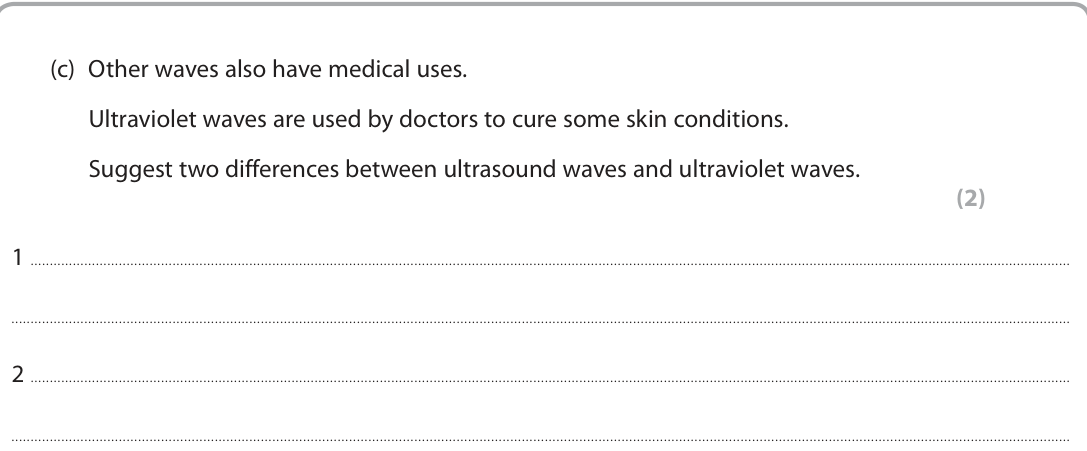 (c) Other waves also have medical uses.
Ultraviolet waves are used by doctors to cure some skin conditions.
Suggest two differences between ultrasound waves and ultraviolet waves.
(2)
1
2